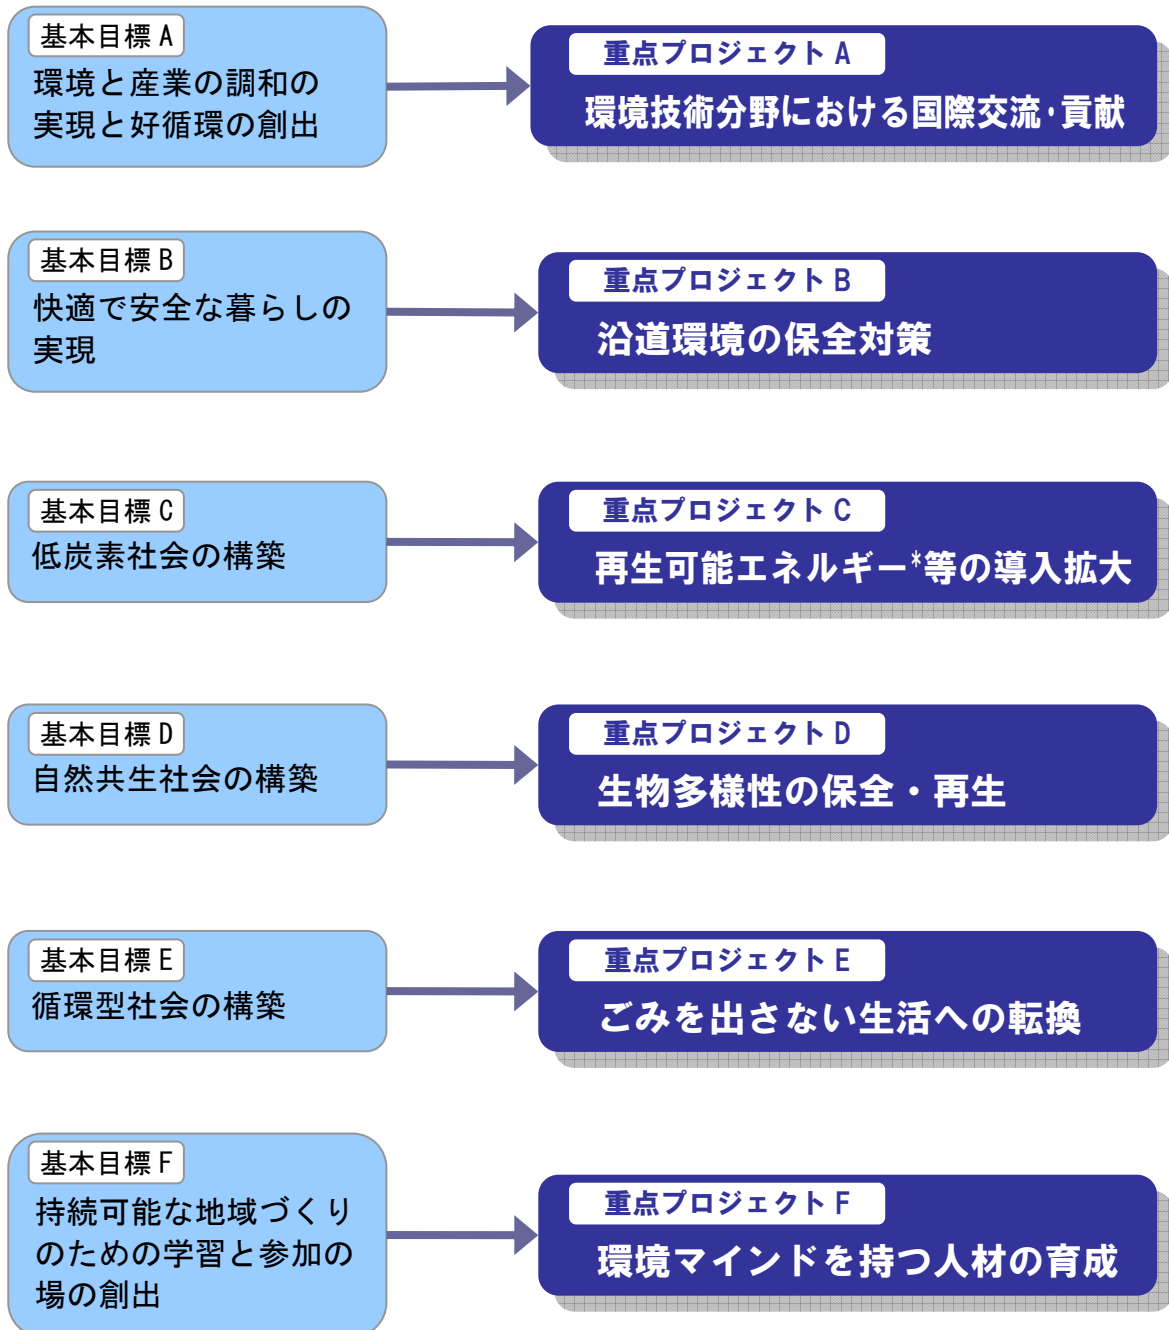 基本目標 A
環境と産業の調和の
実現と好循環の創出
重点プロジェクト A
環境技術分野における国際交流・貢献
基本目標 B
快適で安全な暮らしの
実現
重点プロジェクト B
沿道環境の保全対策
基本目標 C
低炭素社会の構築
重点プロジェクト C
再生可能エネルギー*等の導入拡大
基本目標 D
自然共生社会の構築
重点プロジェクト D
生物多様性の保全・再生
基本目標 E
循環型社会の構築
重点プロジェクト E
ごみを出さない生活への転換
基本目標 F
持続可能な地域づくり
のための学習と参加の
場の創出
重点プロジェクト F
環境マインドを持つ人材の育成